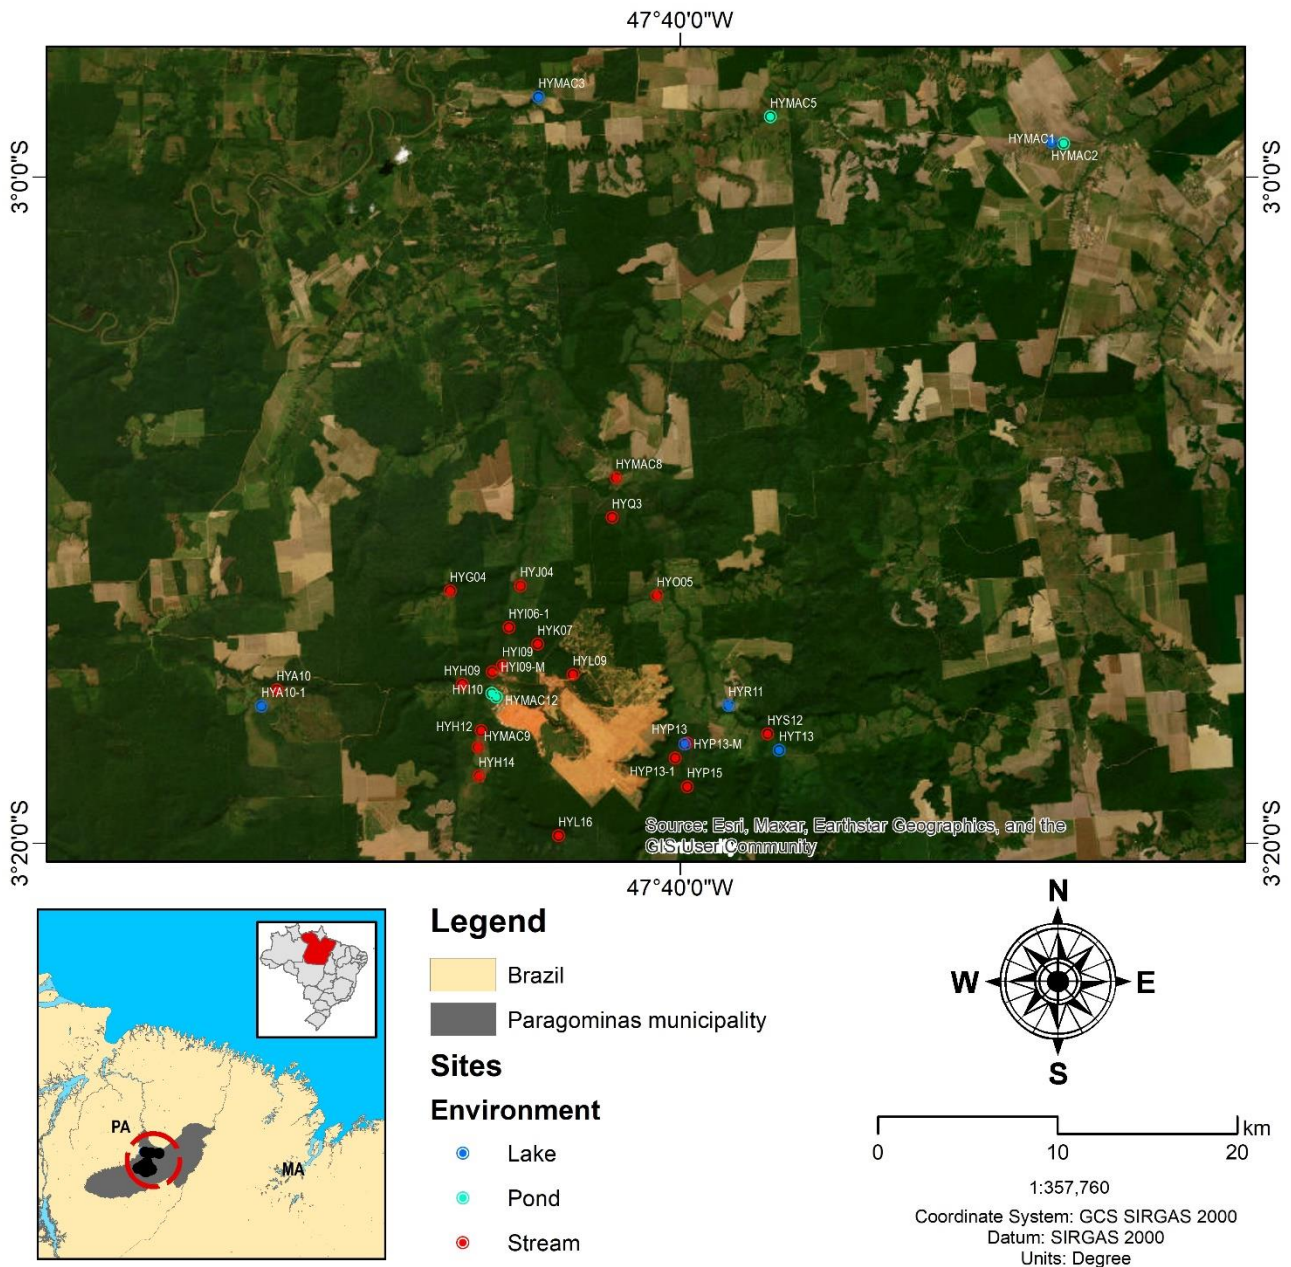 47°40'0"W
HYMAC3
HYMAC5
HYMAC1
HYMAC2
3°0'0"S
3°0'0"S
HYMAC8
HYQ3
HYG04
HYJ04
HYO05
HYI06-1
HYK07
HYI09
HYI09-M
HYL09
HYH09
HYA10
HYA10-1
HYI10
HYMAC12
HYR11
HYH12
HYMAC9
HYP13
HYP13-M
HYS12
HYT13
HYH14
HYP13-1
HYP15
HYL16
Source: Esri, Maxar, Earthstar Geographics, and the
GIS User Community
3°20'0"S
3°20'0"S
47°40'0"W
PA
MA
Legend
Brazil
Paragominas municipality
Sites
Environment
Lake
Pond
Stream
N
W
E
S
km
0 10 20
1:357,760
Coordinate System: GCS SIRGAS 2000
Datum: SIRGAS 2000
Units: Degree